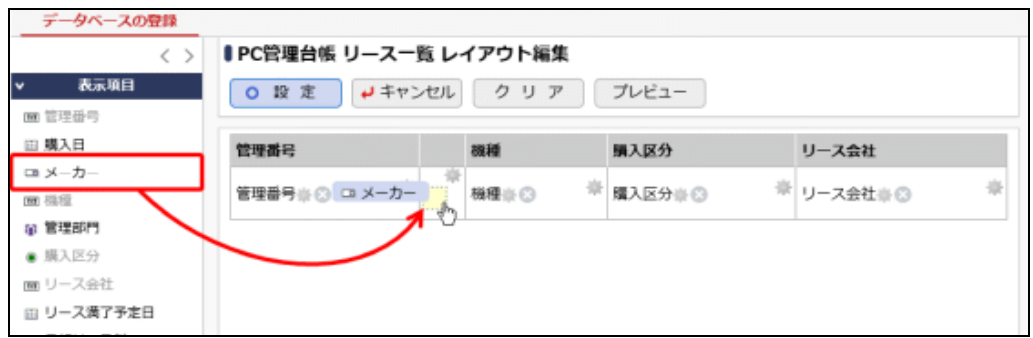 データベースの登録
< >
表示項目
管理番号
購入日
メーカー
機種
管理部門
購入区分
リース会社
リース満了予定日
PC管理台帳 リース一覧 レイアウト編集
設 定
キャンセル
ク リ ア
プレビュー
管理番号 機種 購入区分 リース会社
管理番号 メーカー 機種 購入区分 リース会社